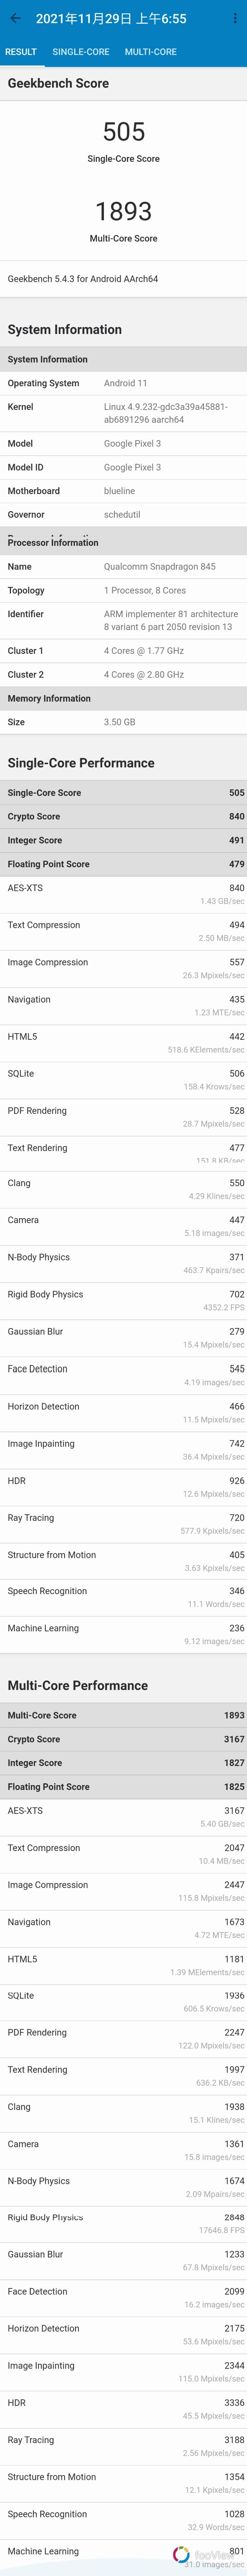 2021年11月29日 上午6:55
RESULT SINGLE-CORE MULTI-CORE
Geekbench Score
505
Single-Core Score
1893
Multi-Core Score
Geekbench 5.4.3 for Android AArch64
System Information
System Information
Operating System Android 11
Kernel Linux 4.9.232-gdc3a39a45881-
ab6891296 aarch64
Model Google Pixel 3
Model ID Google Pixel 3
Motherboard blueline
Governor schedutil
Processor Information
Name Qualcomm Snapdragon 845
Topology 1 Processor, 8 Cores
Identifier ARM implementer 81 architecture
8 variant 6 part 2050 revision 13
Cluster 1 4 Cores @ 1.77 GHz
Cluster 2 4 Cores @ 2.80 GHz
Memory Information
Size 3.50 GB
Single-Core Performance
Single-Core Score 505
Crypto Score 840
Integer Score 491
Floating Point Score 479
AES-XTS 840
1.43 GB/sec
Text Compression 494
2.50 MB/sec
Image Compression 557
26.3 Mpixels/sec
Navigation 435
1.23 MTE/sec
HTML5 442
518.6 KElements/sec
SQLite 506
158.4 Krows/sec
PDF Rendering 528
28.7 Mpixels/sec
Text Rendering 477
151.8 KB/sec
Clang 550
4.29 Klines/sec
Camera 447
5.18 images/sec
N-Body Physics 371
463.7 Kpairs/sec
Rigid Body Physics 702
4352.2 FPS
Gaussian Blur 279
15.4 Mpixels/sec
Face Detection 545
4.19 images/sec
Horizon Detection 466
11.5 Mpixels/sec
Image Inpainting 742
36.4 Mpixels/sec
HDR 926
12.6 Mpixels/sec
Ray Tracing 720
577.9 Kpixels/sec
Structure from Motion 405
3.63 Kpixels/sec
Speech Recognition 346
11.1 Words/sec
Machine Learning 236
9.12 images/sec
Multi-Core Performance
Multi-Core Score 1893
Crypto Score 3167
Integer Score 1827
Floating Point Score 1825
AES-XTS 3167
5.40 GB/sec
Text Compression 2047
10.4 MB/sec
Image Compression 2447
115.8 Mpixels/sec
Navigation 1673
4.72 MTE/sec
HTML5 1181
1.39 MElements/sec
SQLite 1936
606.5 Krows/sec
PDF Rendering 2247
122.0 Mpixels/sec
Text Rendering 1997
636.2 KB/sec
Clang 1938
15.1 Klines/sec
Camera 1361
15.8 images/sec
N-Body Physics 1674
2.09 Mpairs/sec
Rigid Body Physics 2848
17646.8 FPS
Gaussian Blur 1233
67.8 Mpixels/sec
Face Detection 2099
16.2 images/sec
Horizon Detection 2175
53.6 Mpixels/sec
Image Inpainting 2344
115.0 Mpixels/sec
HDR 3336
45.5 Mpixels/sec
Ray Tracing 3188
2.56 Mpixels/sec
Structure from Motion 1354
12.1 Kpixels/sec
Speech Recognition 1028
32.9 Words/sec
Machine Learning 801
31.0 images/sec
fooView